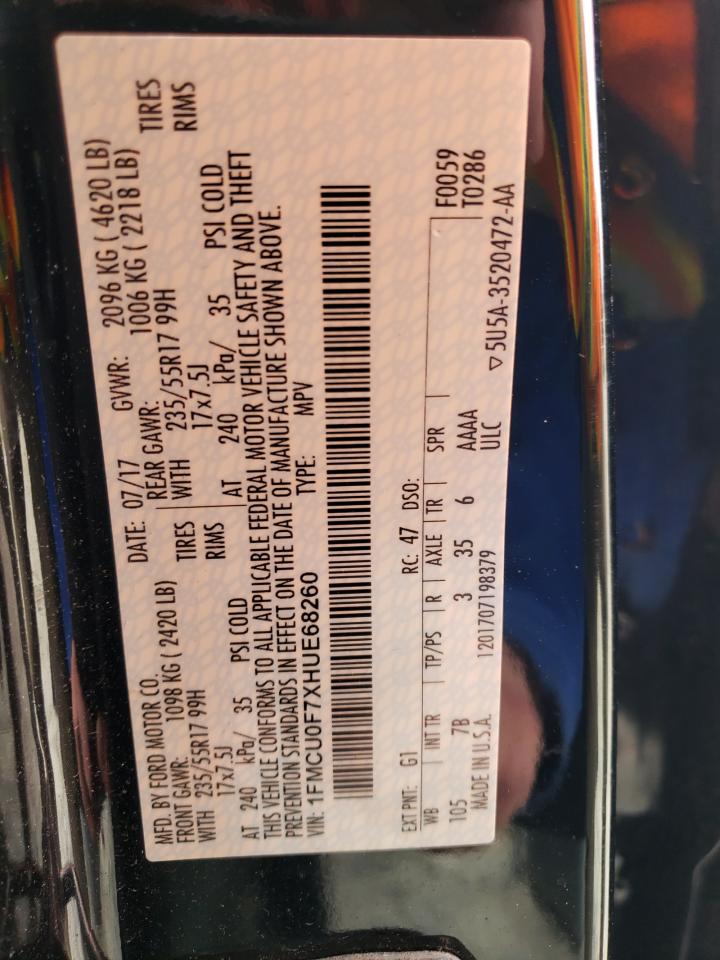 MFD. BY FORD MOTOR CO. DATE: 07/17 GVWR: 2096 KG ( 4620 LB)
FRONT GAWR: 1098 KG ( 2420 LB) REAR GAWR: 1006 KG ( 2218 LB)
WITH 235/55R17 99H TIRES WITH 235/55R17 99H TIRES
17x7.5J RIMS 17x7.5J RIMS
AT 240 kPa/ 35 PSI COLD AT 240 kPa/ 35 PSI COLD
THIS VEHICLE CONFORMS TO ALL APPLICABLE FEDERAL MOTOR VEHICLE SAFETY AND THEFT
PREVENTION STANDARDS IN EFFECT ON THE DATE OF MANUFACTURE SHOWN ABOVE.
VIN: 1FMCU0F7XHUE68260 TYPE: MPV
F0059
EXT PNT: G1 RC: 47 DSO: T0286
WB INT TR TP/PS R AXLE TR SPR
105 7B 3 35 6 AAAA
ULC
MADE IN U.S.A. 1201707198379 ▽ 5U5A-3520472-AA